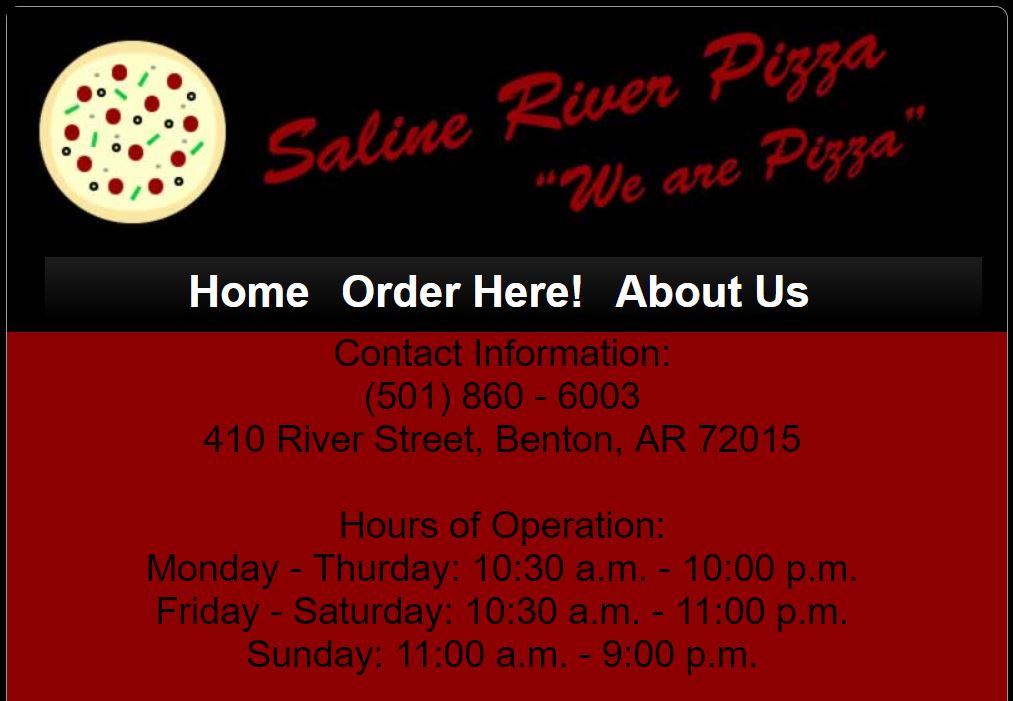 Saline River Pizza
“We are Pizza”
Home Order Here! About Us
Contact Information:
(501) 860 - 6003
410 River Street, Benton, AR 72015
Hours of Operation:
Monday - Thurday: 10:30 a.m. - 10:00 p.m.
Friday - Saturday: 10:30 a.m. - 11:00 p.m.
Sunday: 11:00 a.m. - 9:00 p.m.